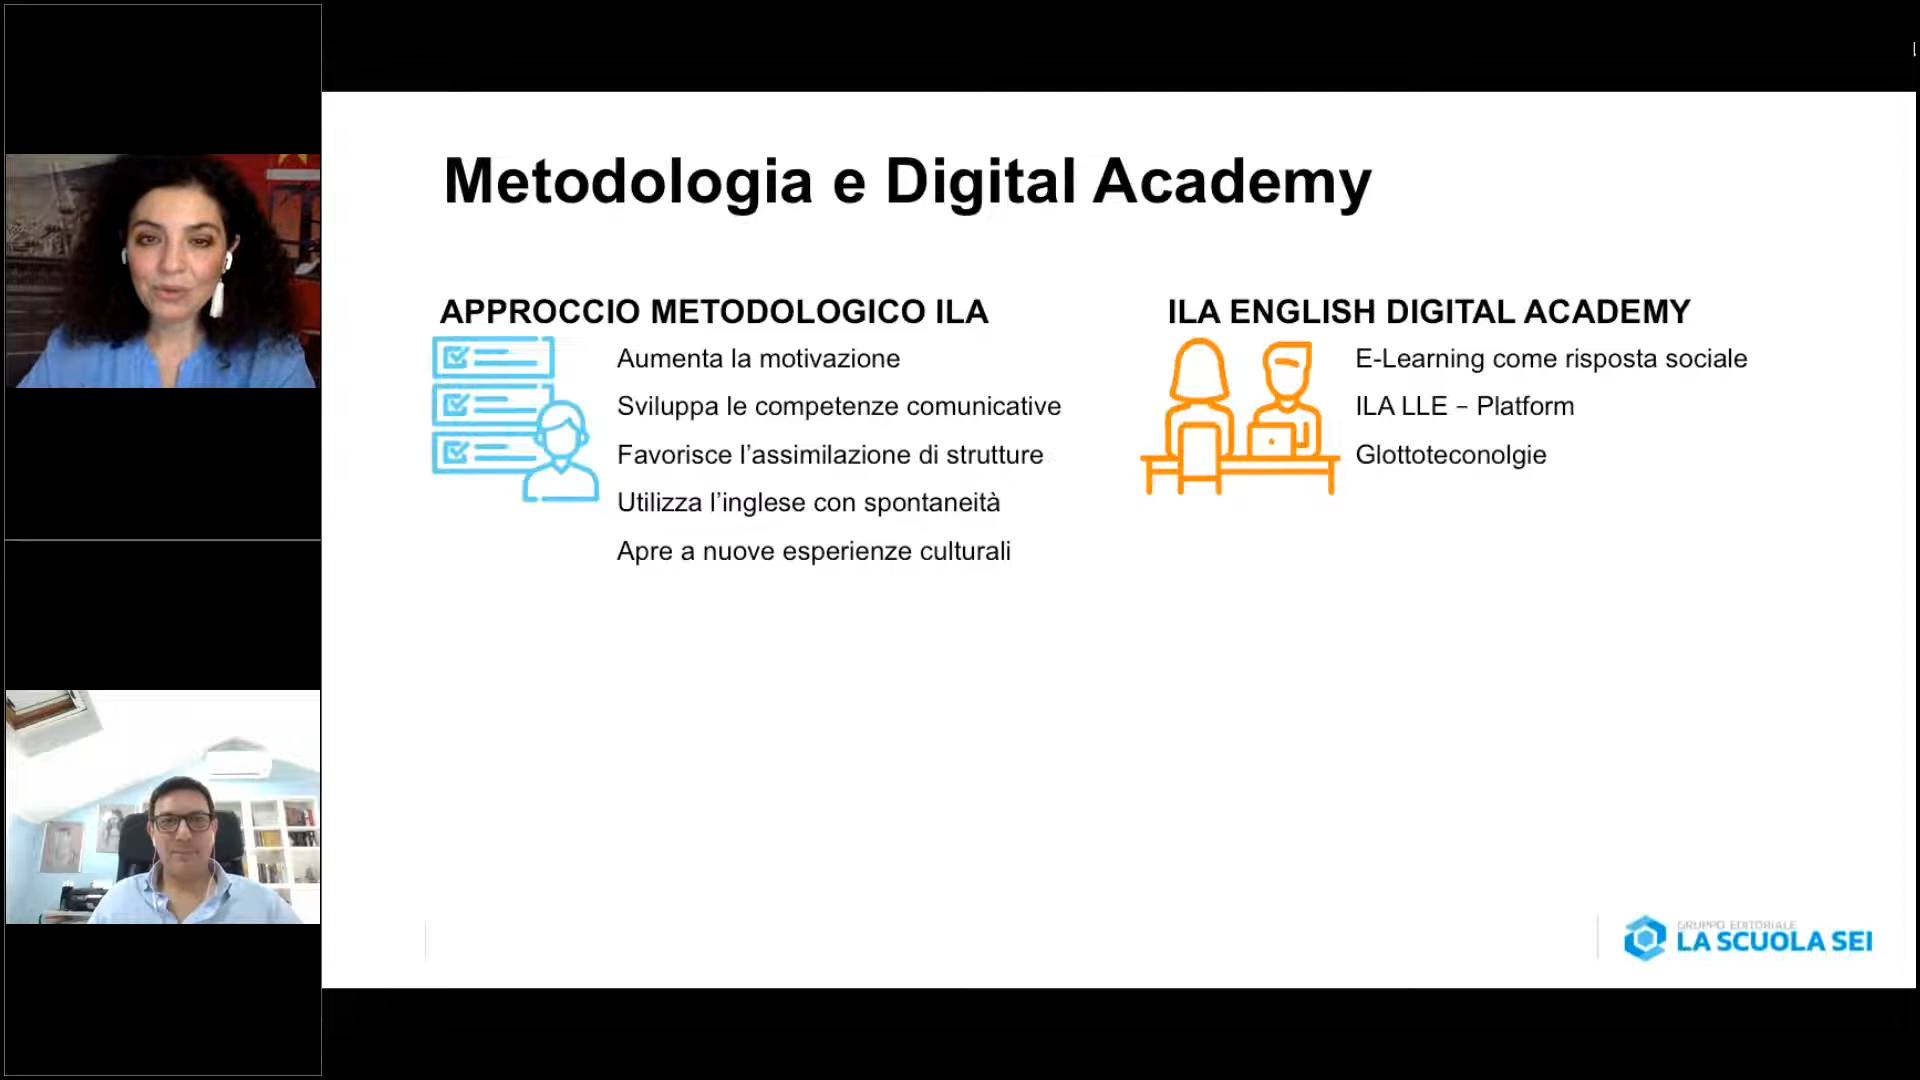 Metodologia e Digital Academy
APPROCCIO METODOLOGICO ILA
Aumenta la motivazione
Sviluppa le competenze comunicative
Favorisce l’assimilazione di strutture
Utilizza l’inglese con spontaneità
Apre a nuove esperienze culturali
ILA ENGLISH DIGITAL ACADEMY
E-Learning come risposta sociale
ILA LLE – Platform
Glottoteconolgie
GRUPPO EDITORIALE
LA SCUOLA SEI